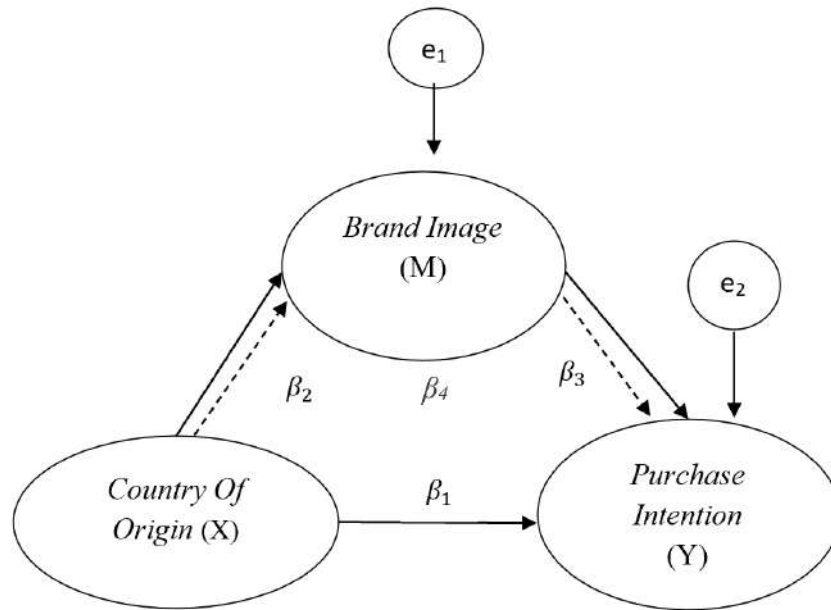 e₁
Brand Image
(M)
e₂
β₂
β₄
β₃
Country Of
Origin (X)
β₁
Purchase
Intention
(Y)